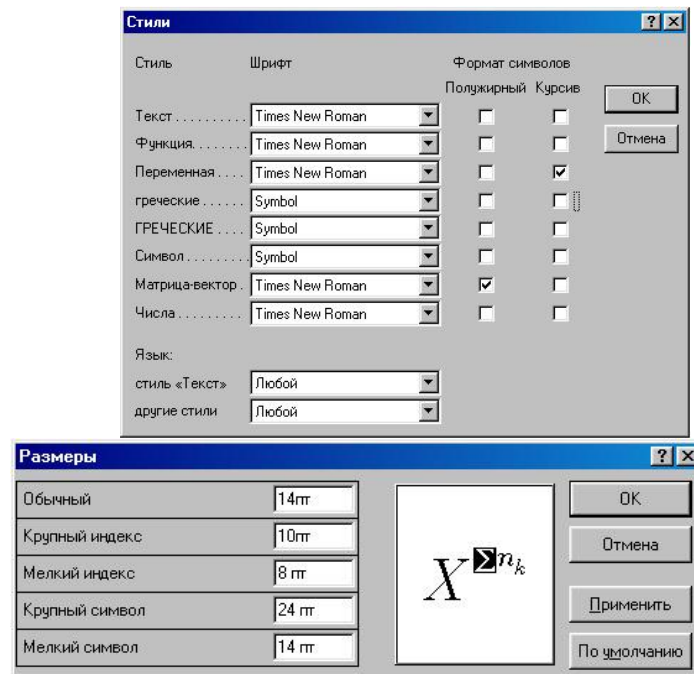 Стили
Стиль Шрифт Формат символов
Полужирный Курсив
OK
Текст . . . . . . . . . . Times New Roman
Отмена
Функция. . . . . . . Times New Roman
Переменная . . . . Times New Roman
греческие . . . . . . Symbol
ГРЕЧЕСКИЕ . . . . Symbol
Символ . . . . . . . . Symbol
Матрица-вектор . Times New Roman
Числа . . . . . . . . . Times New Roman
Язык:
стиль «Текст» Любой
другие стили Любой
Размеры
Обычный 14пт OK
Крупный индекс 10пт Отмена
Мелкий индекс 8 пт
Крупный символ 24 пт Применить
Мелкий символ 14 пт По умолчанию
X Σ n k